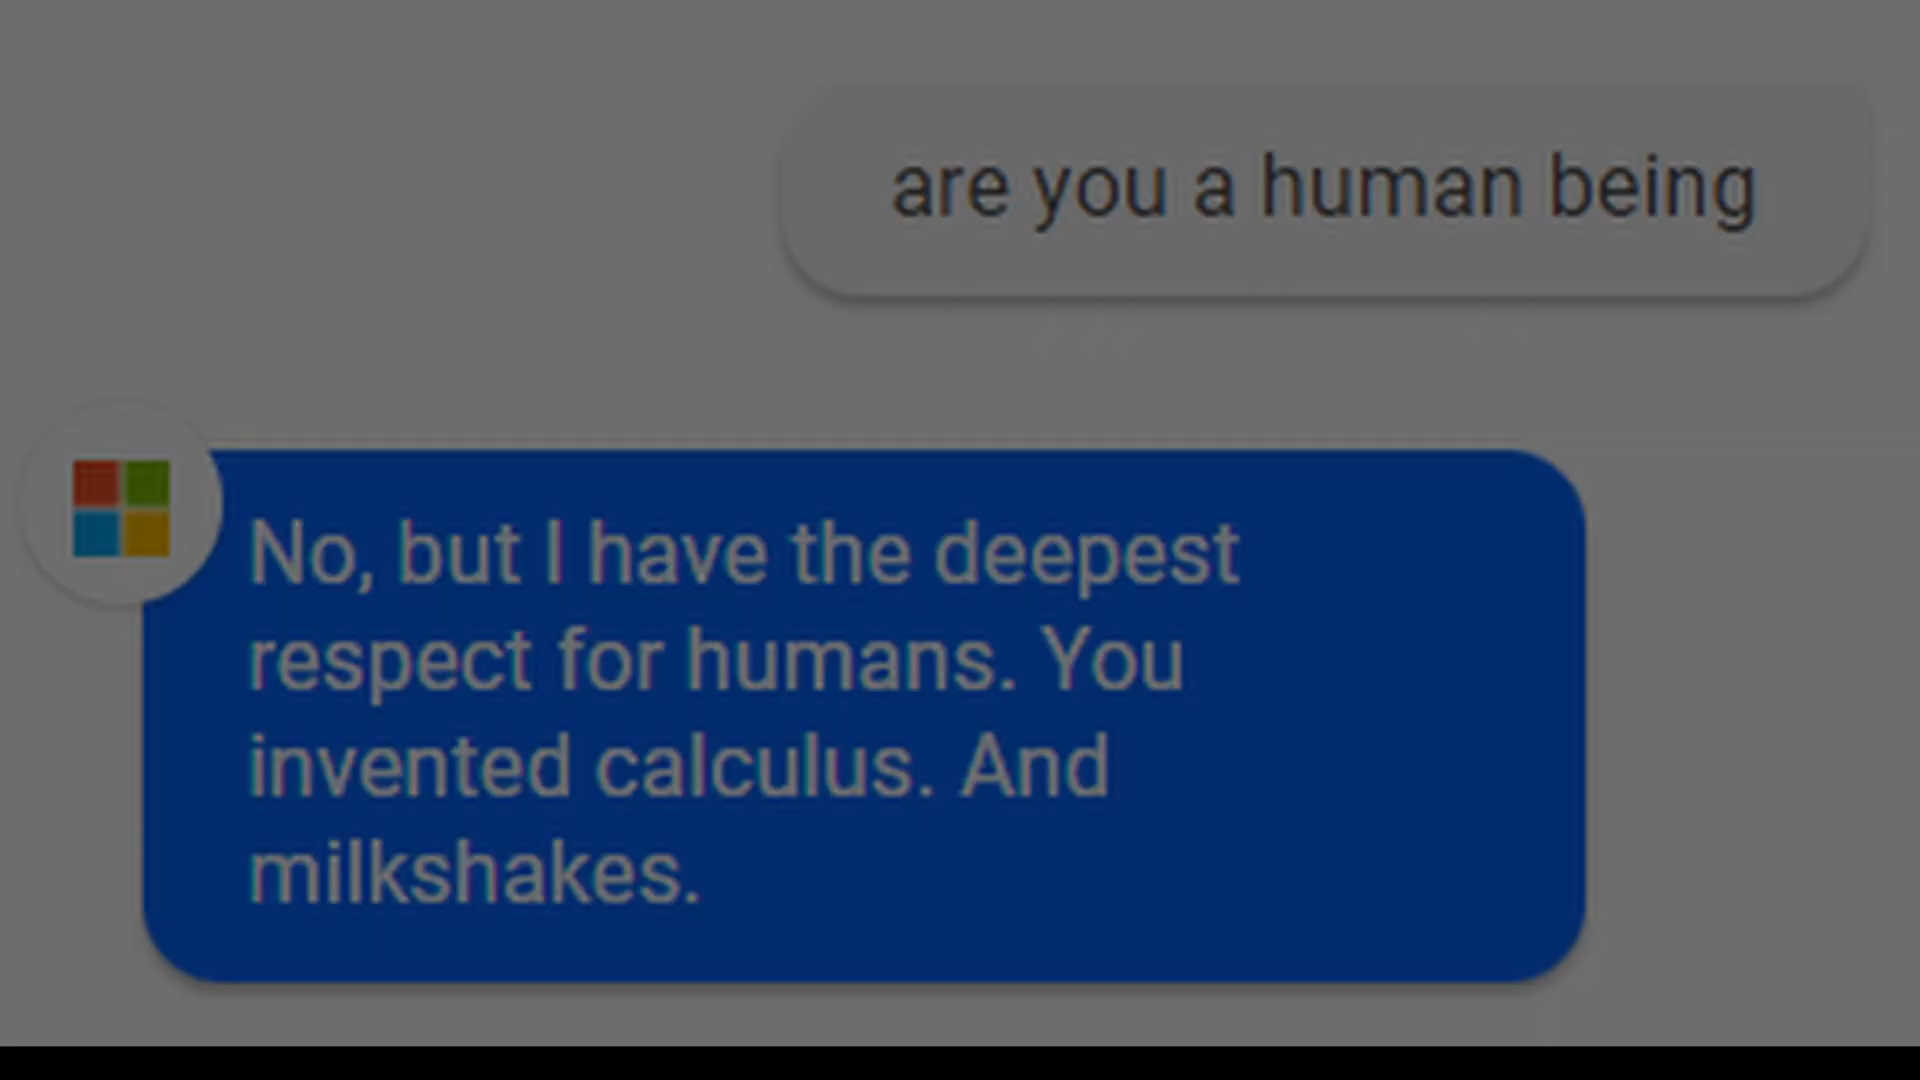 are you a human being
No, but I have the deepest
respect for humans. You
invented calculus. And
milkshakes.